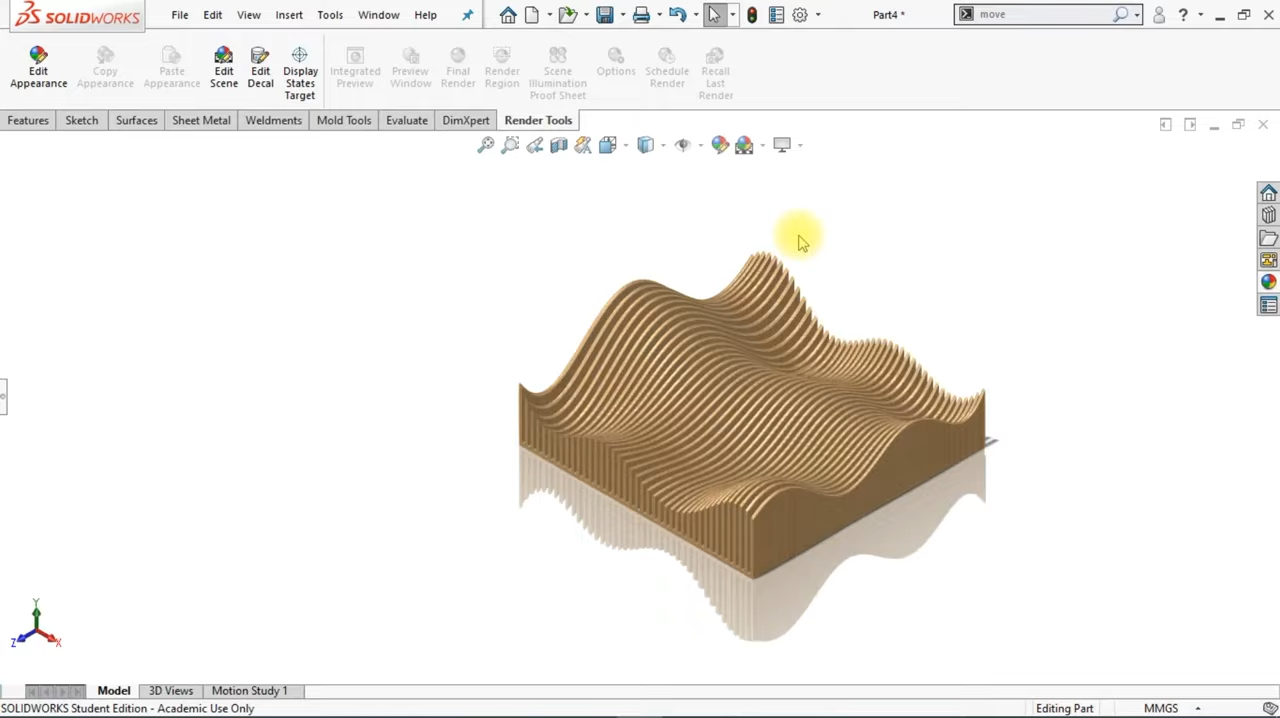 SOLIDWORKS File Edit View Insert Tools Window Help Part4 * move ?
Edit Appearance
Copy Appearance
Paste Appearance
Edit Scene
Edit Decal
Display States Target
Integrated Preview
Preview Window
Final Render
Render Region
Scene Illumination Proof Sheet
Options
Schedule Render
Recall Last Render
Features Sketch Surfaces Sheet Metal Weldments Mold Tools Evaluate DimXpert Render Tools
Y
Z X
Model 3D Views Motion Study 1
SOLIDWORKS Student Edition - Academic Use Only Editing Part MMGS